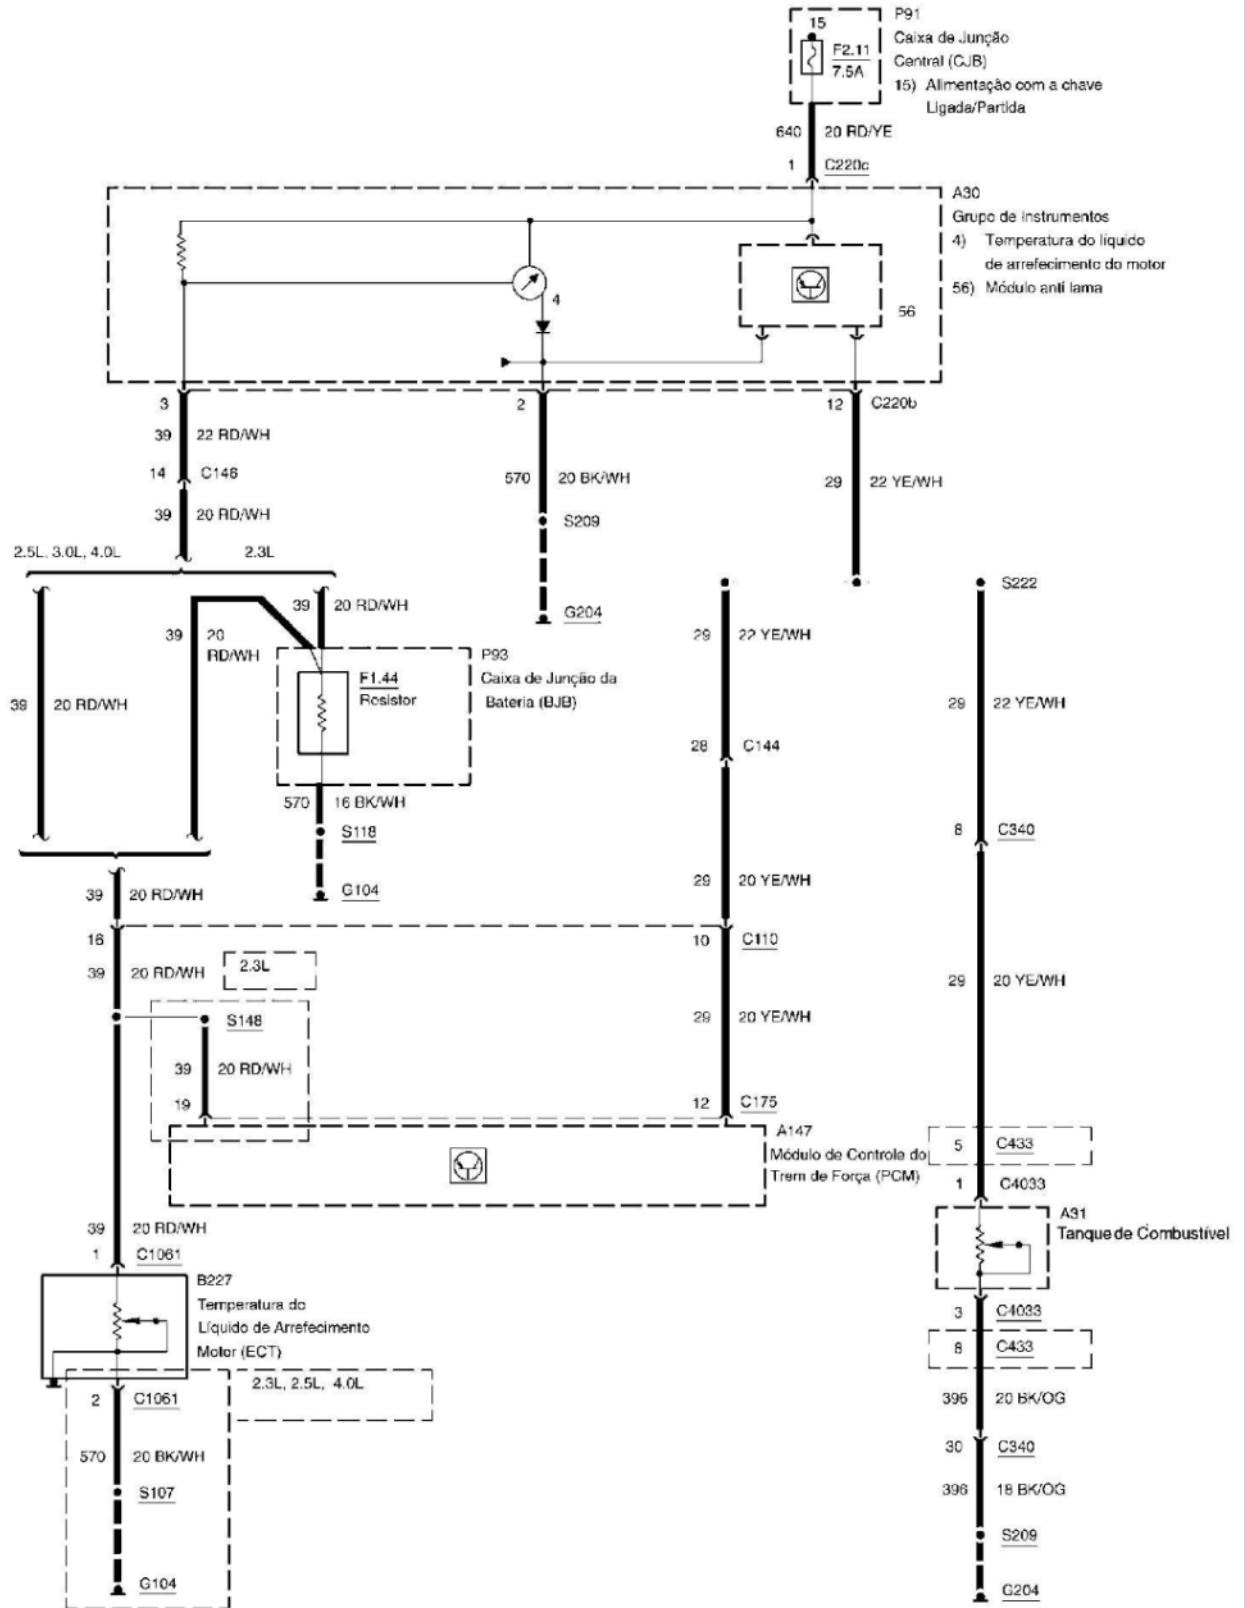 P91
15
Caixa de Junção
F2.11
Central (CJB)
7.5A
15) Alimentação com a chave
Ligada/Partida
640 20 RD/YE
1 C220c
A30
Grupo de Instrumentos
4) Temperatura do líquido
de arrefecimento do motor
56) Módulo anti lama
4
56
3
2
12 C220b
39 22 RD/WH
14 C146
570 20 BK/WH
29 22 YE/WH
39 20 RD/WH
S209
2.5L, 3.0L, 4.0L
2.3L
S222
39 20 RD/WH
G204
39 20
RD/WH
29 22 YE/WH
P93
F1.44
Caixa de Junção da
Resistor
Bateria (BJB)
39 20 RD/WH
29 22 YE/WH
28 C144
570 16 BK/WH
S118
8 C340
G104
39 20 RD/WH
29 20 YE/WH
16
10 C110
2.3L
39 20 RD/WH
29 20 YE/WH
S148
29 20 YE/WH
39 20 RD/WH
19
12 C175
A147
Módulo de Controle do
Trem de Força (PCM)
5 C433
1 C4033
A31
Tanque de Combustível
39 20 RD/WH
1 C1061
B227
Temperatura do
Líquido de Arrefecimento
Motor (ECT)
3 C4033
8 C433
2.3L, 2.5L, 4.0L
2 C1061
396 20 BK/OG
570 20 BK/WH
30 C340
S107
396 18 BK/OG
S209
G104
G204